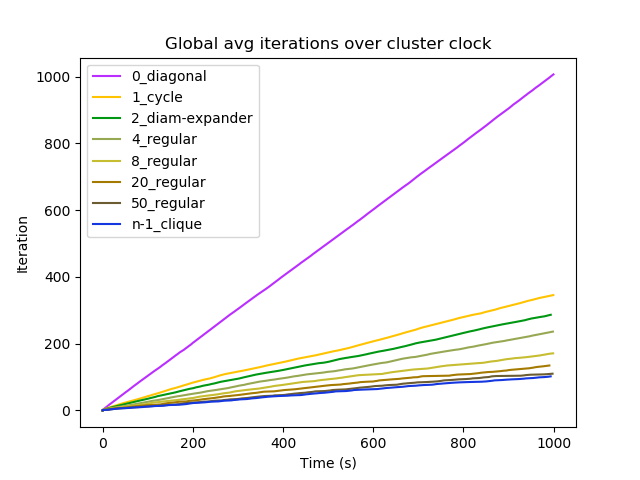 Global avg iterations over cluster clock
0_diagonal
1_cycle
2_diam-expander
4_regular
8_regular
20_regular
50_regular
n-1_clique
Iteration
1000
800
600
400
200
0
0 200 400 600 800 1000
Time (s)